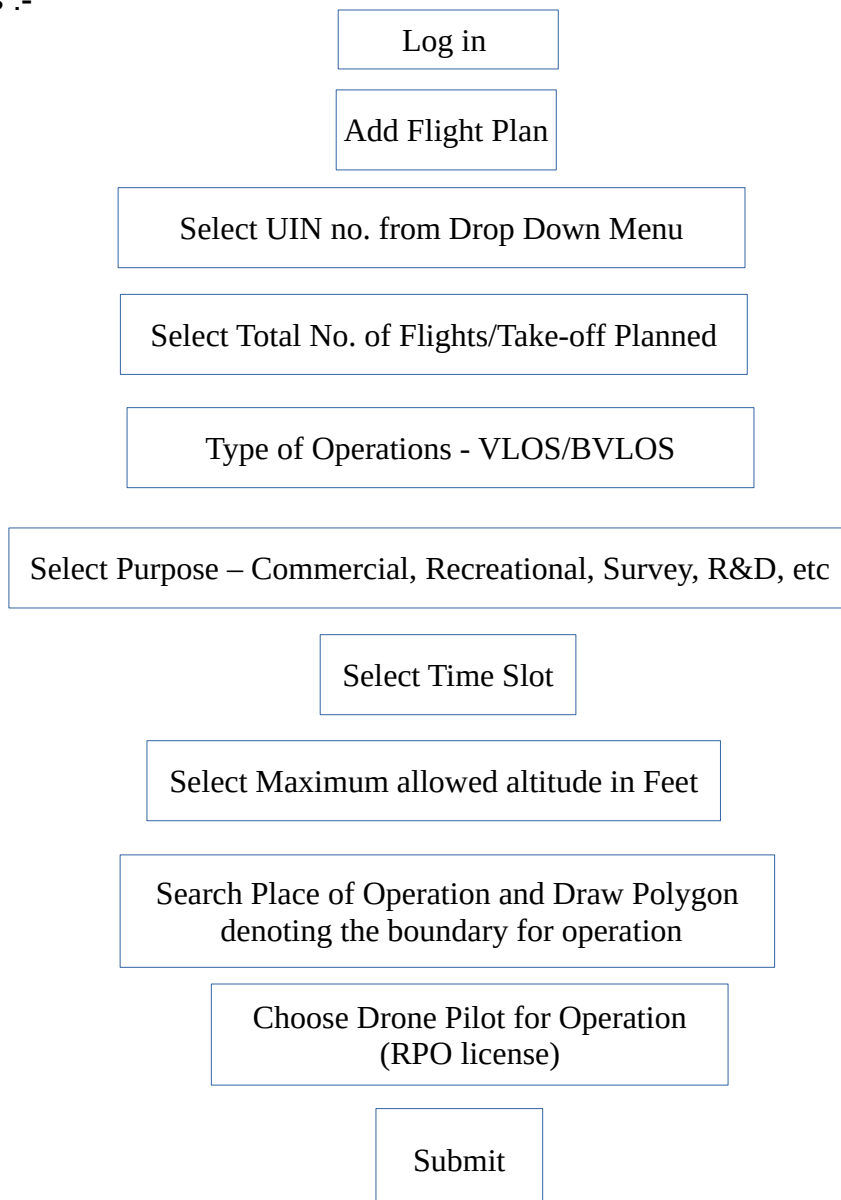 Log in
Add Flight Plan
Select UIN no. from Drop Down Menu
Select Total No. of Flights/Take-off Planned
Type of Operations - VLOS/BVLOS
Select Purpose – Commercial, Recreational, Survey, R&D, etc
Select Time Slot
Select Maximum allowed altitude in Feet
Search Place of Operation and Draw Polygon
denoting the boundary for operation
Choose Drone Pilot for Operation
(RPO license)
Submit